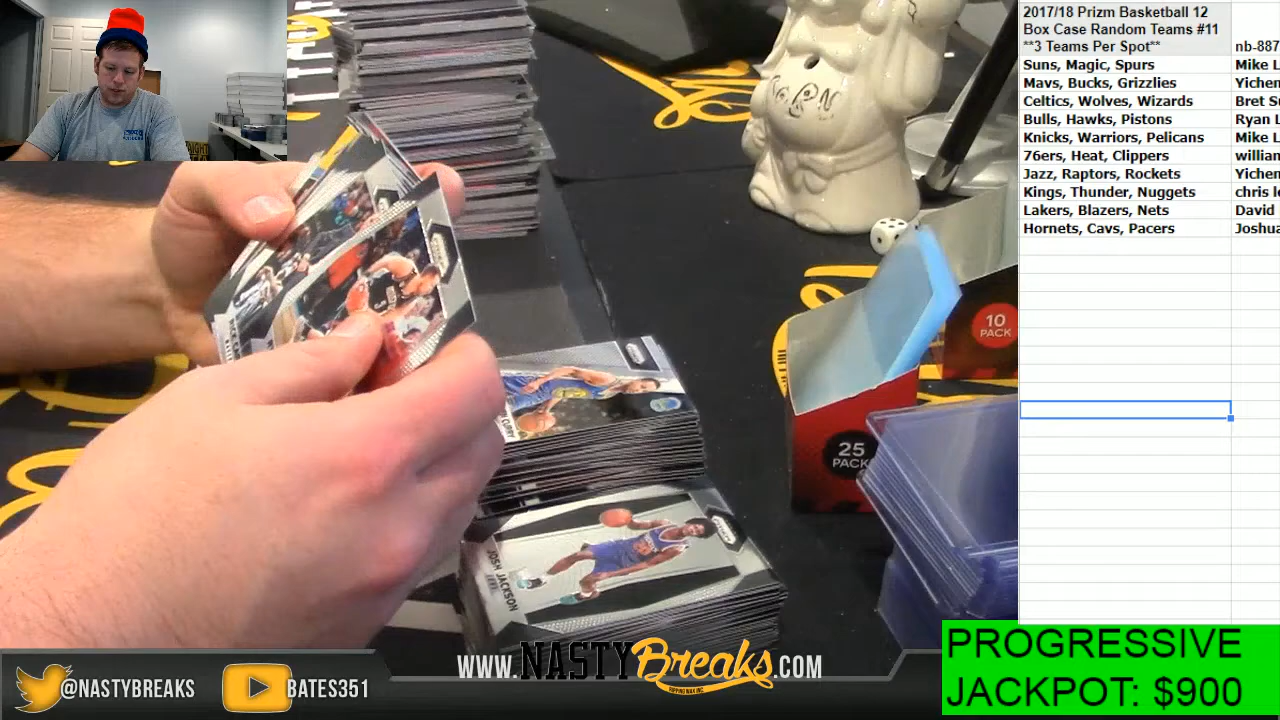 2017/18 Prizm Basketball 12
Box Case Random Teams #11
**3 Teams Per Spot** nb-887
Suns, Magic, Spurs Mike L
Mavs, Bucks, Grizzlies Yichen
Celtics, Wolves, Wizards Bret S
Bulls, Hawks, Pistons Ryan L
Knicks, Warriors, Pelicans Mike L
76ers, Heat, Clippers
Jazz, Raptors, Rockets Yichen
Kings, Thunder, Nuggets chris l
Lakers, Blazers, Nets David
Hornets, Cavs, Pacers Joshua
10
PACK
25
PACK
CURRY
JOSH JACKSON
@NASTYBREAKS
BATES351
WWW.NASTYBreaks.COM
PROGRESSIVE
JACKPOT: $900